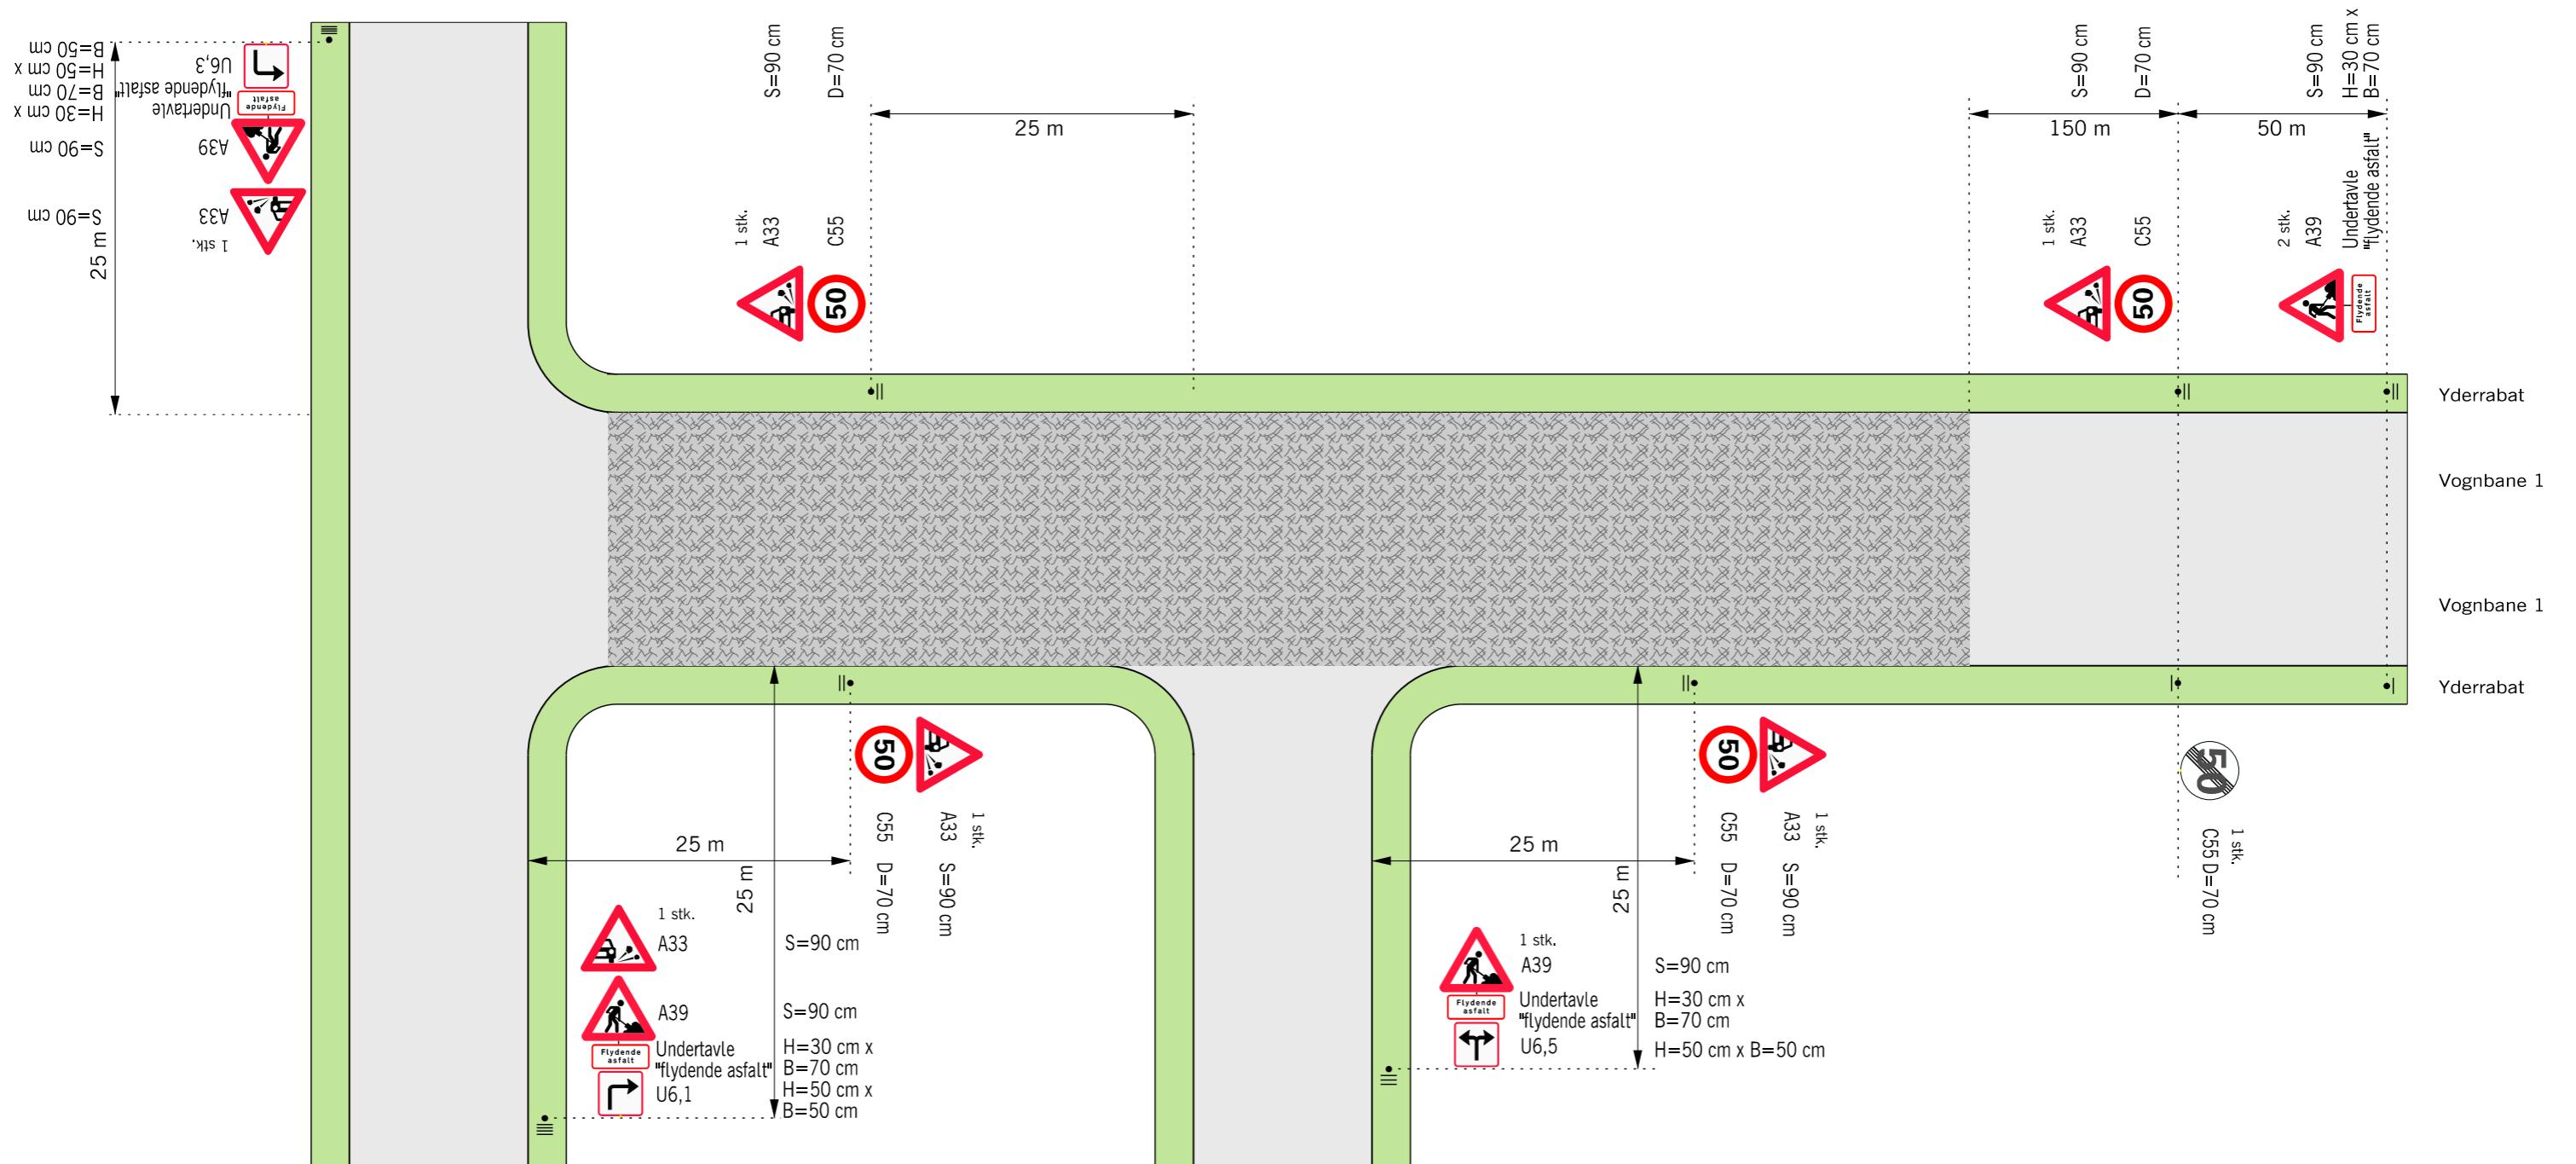 B=50 cm
H=50 cm x
B=70 cm
H=30 cm x
S=90 cm
S=90 cm
25 m
U6,3
"flydende asfalt"
Undertavle
Flydende
asfalt
A39
A33
1 stk.
S=90 cm
D=70 cm
25 m
1 stk.
A33
C55
50
S=90 cm
D=70 cm
150 m
50 m
S=90 cm
H=30 cm x
B=70 cm
1 stk.
A33
C55
50
2 stk.
A39
Undertavle
"flydende asfalt"
Flydende
asfalt
Yderrabat
Vognbane 1
Vognbane 1
Yderrabat
50
C55 D=70 cm
A33 S=90 cm
1 stk.
25 m
25 m
1 stk.
A33
S=90 cm
A39
S=90 cm
Flydende
asfalt
Undertavle
"flydende asfalt"
H=30 cm x
B=70 cm
U6,1
H=50 cm x
B=50 cm
50
C55 D=70 cm
A33 S=90 cm
1 stk.
25 m
25 m
1 stk.
A39
S=90 cm
Flydende
asfalt
Undertavle
"flydende asfalt"
H=30 cm x
B=70 cm
U6,5
H=50 cm x B=50 cm
50
1 stk.
C55 D=70 cm